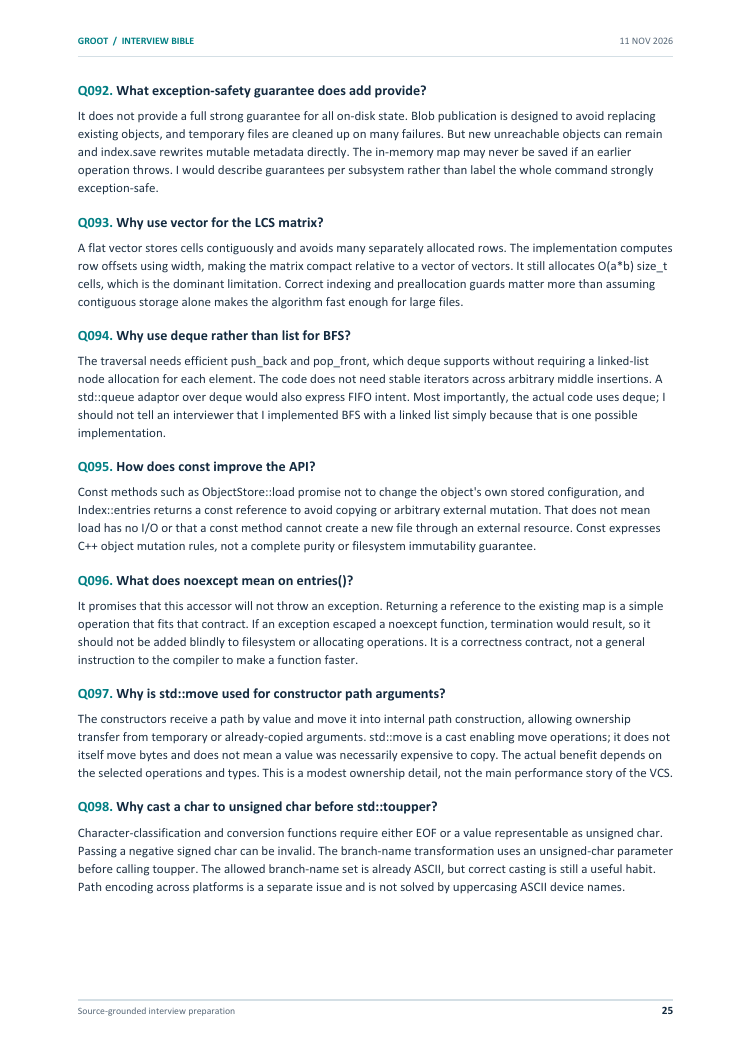 GROOT / INTERVIEW BIBLE
11 NOV 2026
Q092. What exception-safety guarantee does add provide?
It does not provide a full strong guarantee for all on-disk state. Blob publication is designed to avoid replacing
existing objects, and temporary files are cleaned up on many failures. But new unreachable objects can remain
and index.save rewrites mutable metadata directly. The in-memory map may never be saved if an earlier
operation throws. I would describe guarantees per subsystem rather than label the whole command strongly
exception-safe.
Q093. Why use vector for the LCS matrix?
A flat vector stores cells contiguously and avoids many separately allocated rows. The implementation computes
row offsets using width, making the matrix compact relative to a vector of vectors. It still allocates O(a*b) size_t
cells, which is the dominant limitation. Correct indexing and preallocation guards matter more than assuming
contiguous storage alone makes the algorithm fast enough for large files.
Q094. Why use deque rather than list for BFS?
The traversal needs efficient push_back and pop_front, which deque supports without requiring a linked-list
node allocation for each element. The code does not need stable iterators across arbitrary middle insertions. A
std::queue adaptor over deque would also express FIFO intent. Most importantly, the actual code uses deque; I
should not tell an interviewer that I implemented BFS with a linked list simply because that is one possible
implementation.
Q095. How does const improve the API?
Const methods such as ObjectStore::load promise not to change the object's own stored configuration, and
Index::entries returns a const reference to avoid copying or arbitrary external mutation. That does not mean
load has no I/O or that a const method cannot create a new file through an external resource. Const expresses
C++ object mutation rules, not a complete purity or filesystem immutability guarantee.
Q096. What does noexcept mean on entries()?
It promises that this accessor will not throw an exception. Returning a reference to the existing map is a simple
operation that fits that contract. If an exception escaped a noexcept function, termination would result, so it
should not be added blindly to filesystem or allocating operations. It is a correctness contract, not a general
instruction to the compiler to make a function faster.
Q097. Why is std::move used for constructor path arguments?
The constructors receive a path by value and move it into internal path construction, allowing ownership
transfer from temporary or already-copied arguments. std::move is a cast enabling move operations; it does not
itself move bytes and does not mean a value was necessarily expensive to copy. The actual benefit depends on
the selected operations and types. This is a modest ownership detail, not the main performance story of the VCS.
Q098. Why cast a char to unsigned char before std::toupper?
Character-classification and conversion functions require either EOF or a value representable as unsigned char.
Passing a negative signed char can be invalid. The branch-name transformation uses an unsigned-char parameter
before calling toupper. The allowed branch-name set is already ASCII, but correct casting is still a useful habit.
Path encoding across platforms is a separate issue and is not solved by uppercasing ASCII device names.
Source-grounded interview preparation
25